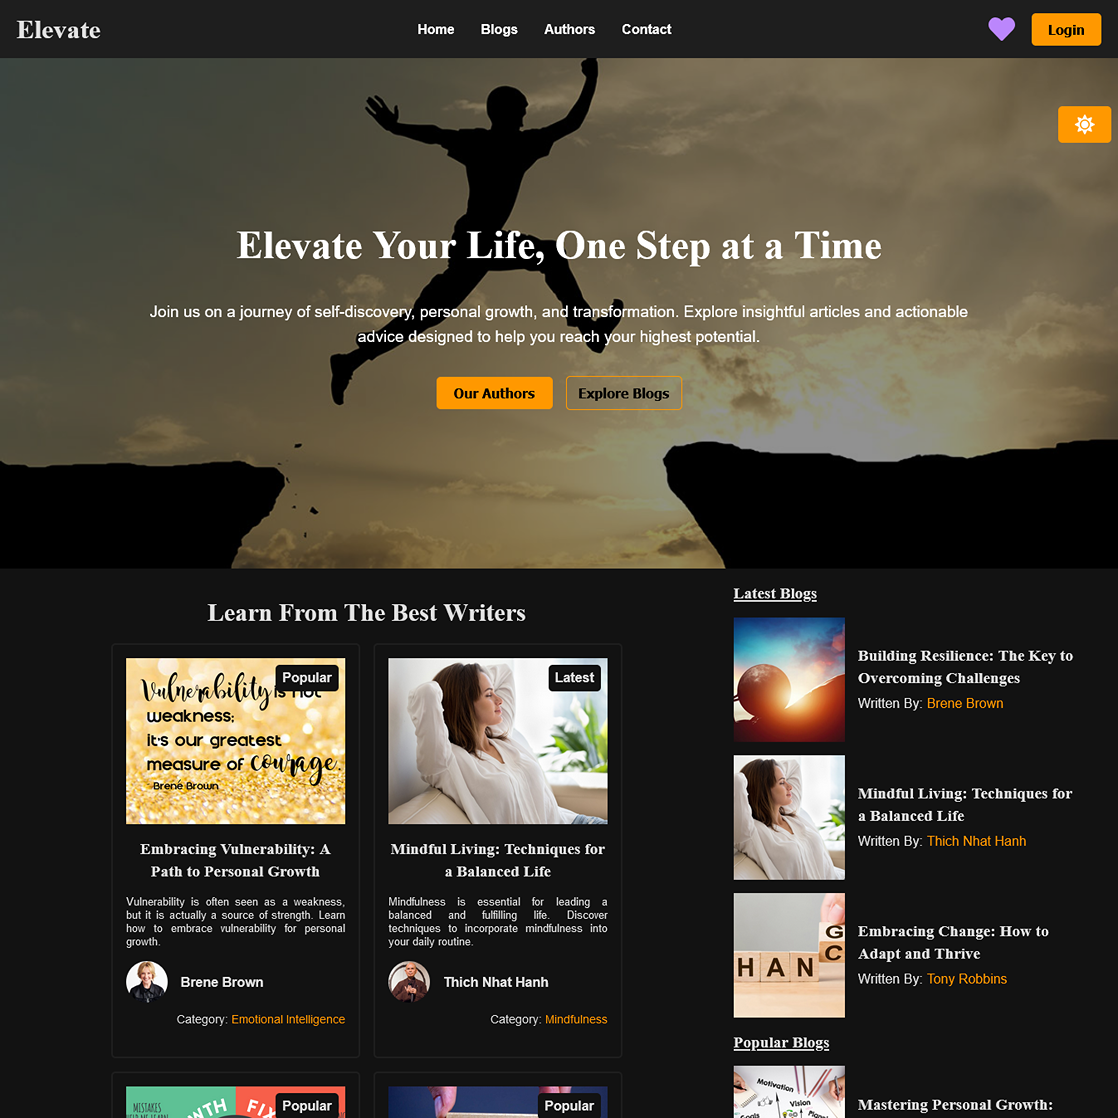 Elevate
Home
Blogs
Authors
Contact
Login
Elevate Your Life, One Step at a Time
Join us on a journey of self-discovery, personal growth, and transformation. Explore insightful articles and actionable
advice designed to help you reach your highest potential.
Our Authors
Explore Blogs
Learn From The Best Writers
Popular
Vulnerability is not
weakness;
it's our greatest
measure of courage.
Brené Brown
Embracing Vulnerability: A
Path to Personal Growth
Vulnerability is often seen as a weakness,
but it is actually a source of strength. Learn
how to embrace vulnerability for personal
growth.
Brene Brown
Category: Emotional Intelligence
Latest
Mindful Living: Techniques for
a Balanced Life
Mindfulness is essential for leading a
balanced and fulfilling life. Discover
techniques to incorporate mindfulness into
your daily routine.
Thich Nhat Hanh
Category: Mindfulness
Popular
MISTAKES
Popular
Latest Blogs
Building Resilience: The Key to
Overcoming Challenges
Written By: Brene Brown
Mindful Living: Techniques for
a Balanced Life
Written By: Thich Nhat Hanh
G
H A N C
Embracing Change: How to
Adapt and Thrive
Written By: Tony Robbins
Popular Blogs
Motivation
Vision
Goals
Mastering Personal Growth: